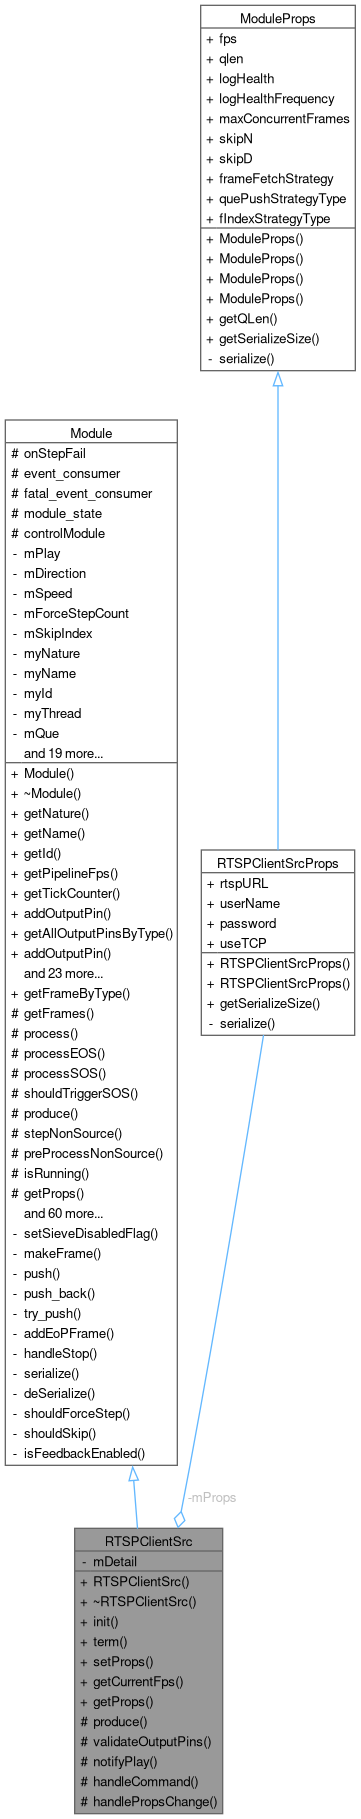 ModuleProps
+ fps
+ qlen
+ logHealth
+ logHealthFrequency
+ maxConcurrentFrames
+ skipN
+ skipD
+ frameFetchStrategy
+ quePushStrategyType
+ fIndexStrategyType
+ ModuleProps()
+ ModuleProps()
+ ModuleProps()
+ ModuleProps()
+ getQLen()
+ getSerializeSize()
- serialize()
Module
# onStepFail
# event_consumer
# fatal_event_consumer
# module_state
# controlModule
- mPlay
- mDirection
- mSpeed
- mForceStepCount
- mSkipIndex
- myNature
- myName
- myId
- myThread
- mQue
and 19 more...
+ Module()
+ ~Module()
+ getNature()
+ getName()
+ getId()
+ getPipelineFps()
+ getTickCounter()
+ addOutputPin()
+ getAllOutputPinsByType()
+ addOutputPin()
and 23 more...
+ getFrameByType()
# getFrames()
# process()
# processEOS()
# processSOS()
# shouldTriggerSOS()
# produce()
# stepNonSource()
# preProcessNonSource()
# isRunning()
# getProps()
and 60 more...
- setSieveDisabledFlag()
- makeFrame()
- push()
- push_back()
- try_push()
- addEoPFrame()
- handleStop()
- serialize()
- deSerialize()
- shouldForceStep()
- shouldSkip()
- isFeedbackEnabled()
RTSPClientSrcProps
+ rtspURL
+ userName
+ password
+ useTCP
+ RTSPClientSrcProps()
+ RTSPClientSrcProps()
+ getSerializeSize()
- serialize()
-mProps
RTSPClientSrc
- mDetail
+ RTSPClientSrc()
+ ~RTSPClientSrc()
+ init()
+ term()
+ setProps()
+ getCurrentFps()
+ getProps()
# produce()
# validateOutputPins()
# notifyPlay()
# handleCommand()
# handlePropsChange()